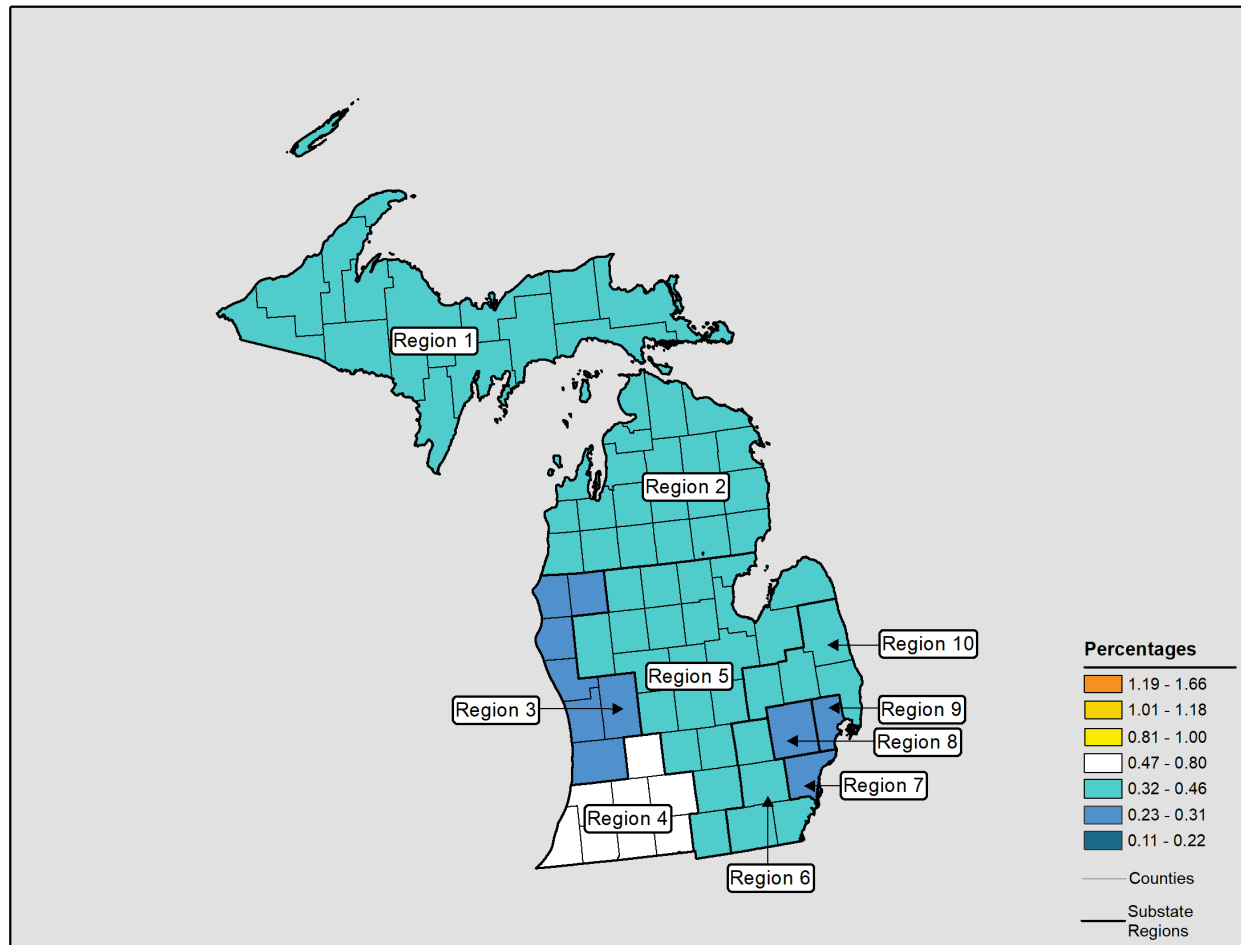 Region 1
Region 2
Region 10
Region 5
Region 3
Region 9
Region 8
Region 7
Region 4
Region 6
Percentages
1.19 - 1.66
1.01 - 1.18
0.81 - 1.00
0.47 - 0.80
0.32 - 0.46
0.23 - 0.31
0.11 - 0.22
Counties
Substate
Regions